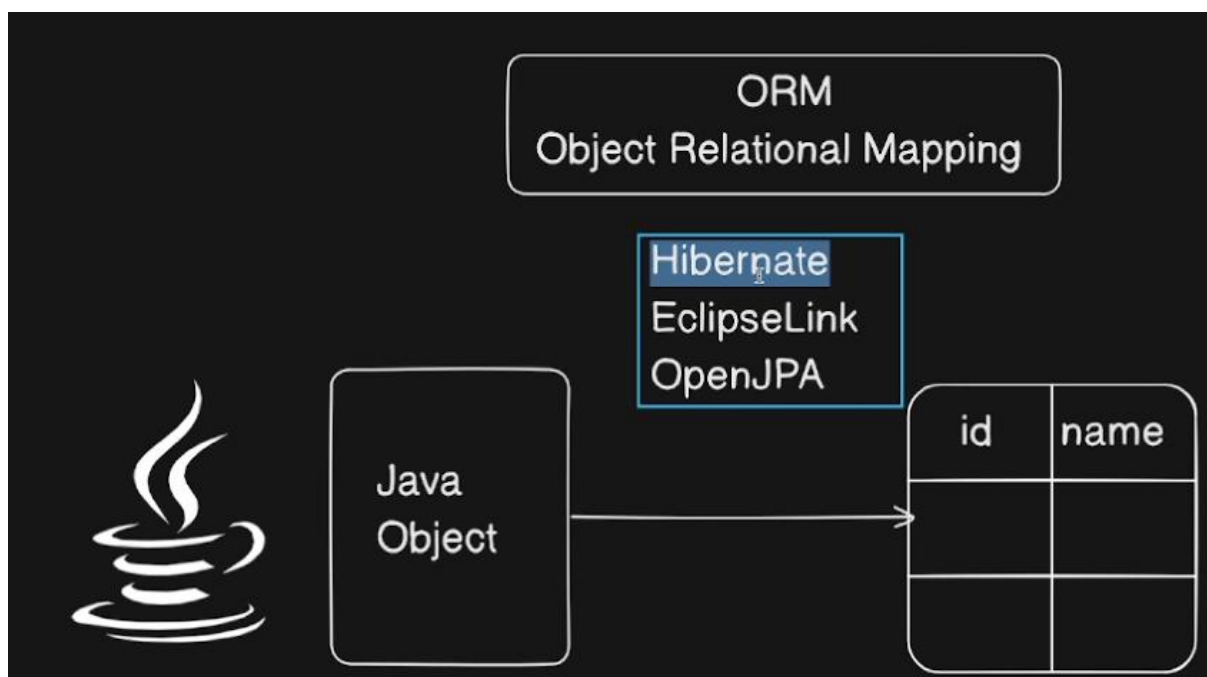 ORM
Object Relational Mapping
Hibernate
EclipseLink
OpenJPA
Java
Object
id name